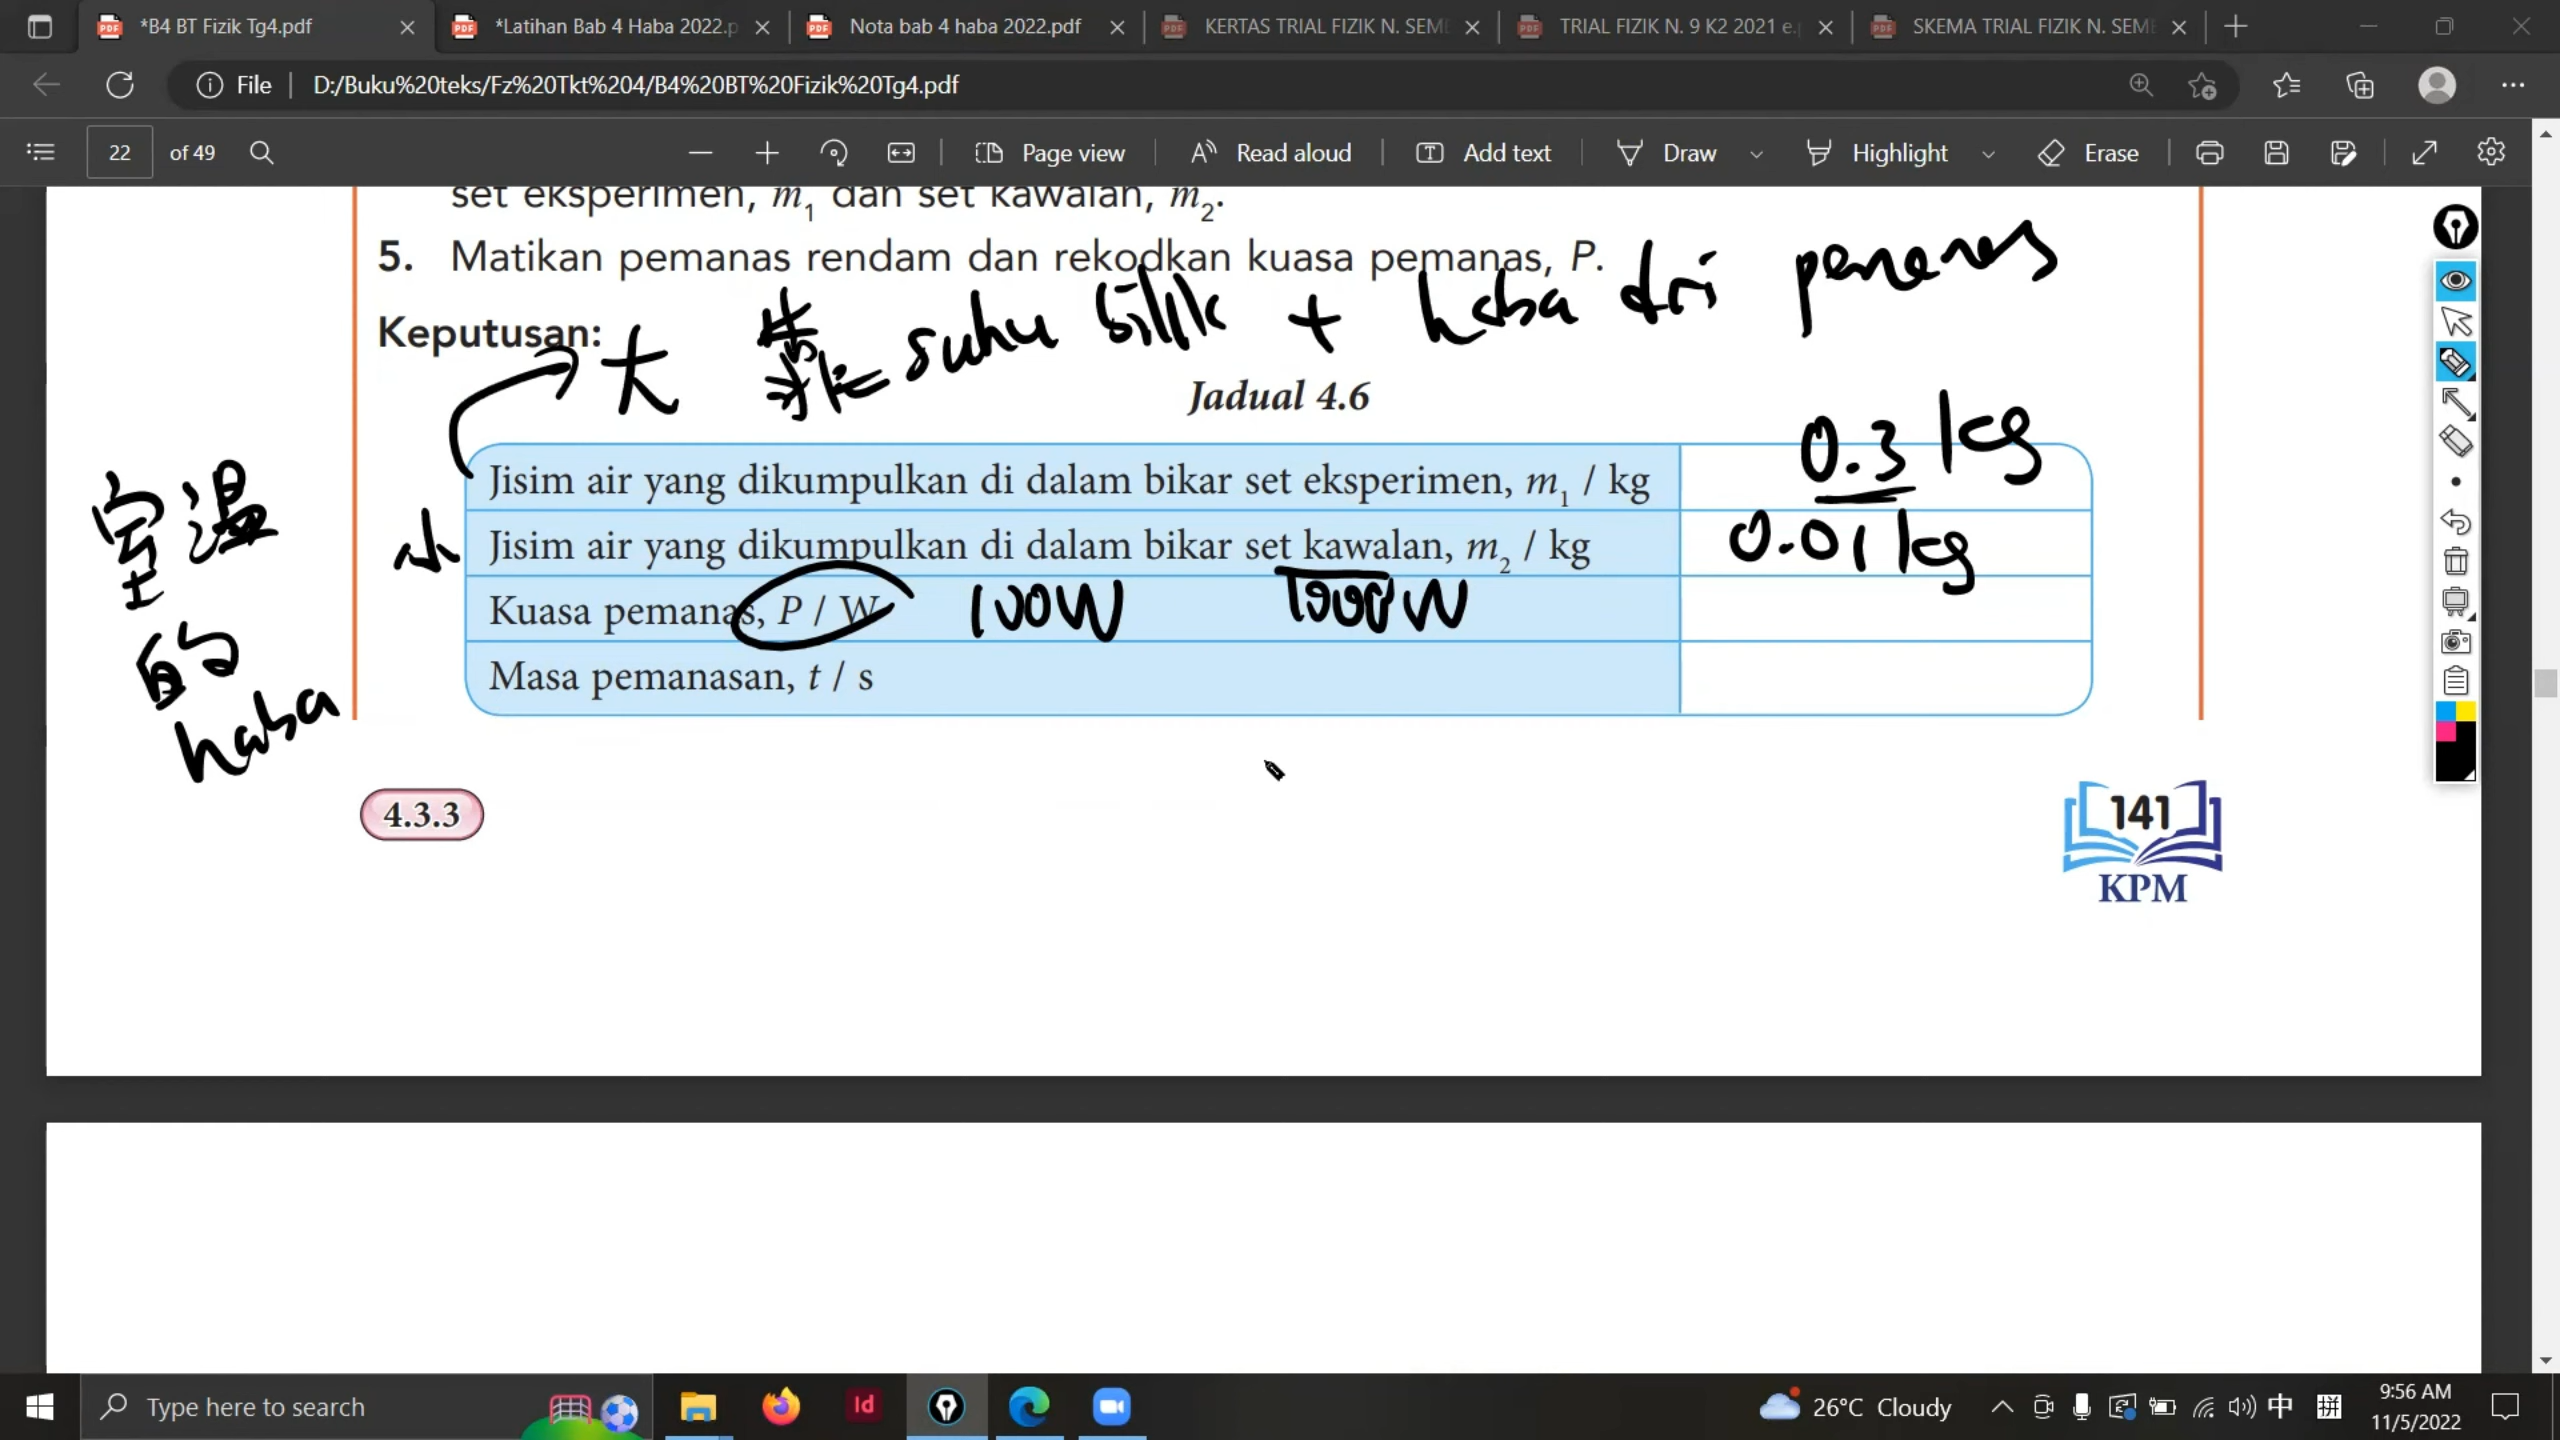 *B4 BT Fizik Tg4.pdf
*Latihan Bab 4 Haba 2022.p
Nota bab 4 haba 2022.pdf
KERTAS TRIAL FIZIK N. SEM
TRIAL FIZIK N. 9 K2 2021 e.
SKEMA TRIAL FIZIK N. SEM
File
D:/Buku%20teks/Fz%20Tkt%204/B4%20BT%20Fizik%20Tg4.pdf
22 of 49
Page view
Read aloud
Add text
Draw
Highlight
Erase
set eksperimen, m1 dan set kawalan, m2.
5. Matikan pemanas rendam dan rekodkan kuasa pemanas, P.
suhu bilik + haba dri pemanas
Keputusan:
大
Jadual 4.6
Jisim air yang dikumpulkan di dalam bikar set eksperimen, m1 / kg
0.3 kg
小
Jisim air yang dikumpulkan di dalam bikar set kawalan, m2 / kg
0.01 kg
Kuasa pemanas, P / W
100W
1000W
Masa pemanasan, t / s
室温
的
haba
4.3.3
141
KPM
Type here to search
Id
26°C Cloudy
中
拼
9:56 AM
11/5/2022